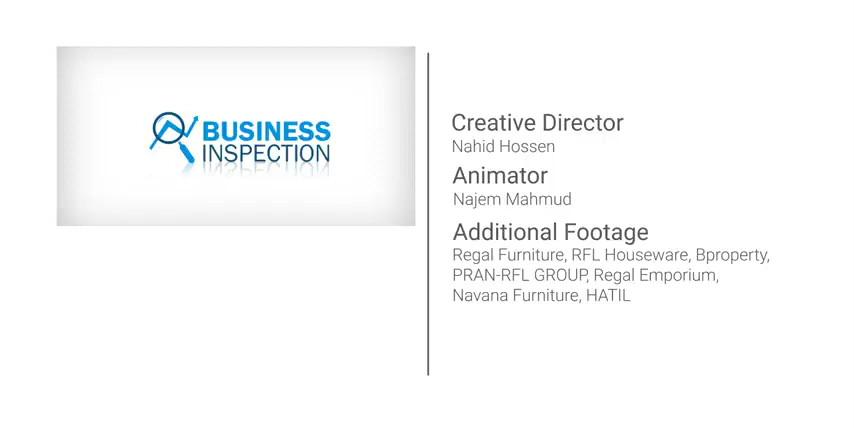 BUSINESS
INSPECTION
Creative Director
Nahid Hossen
Animator
Najem Mahmud
Additional Footage
Regal Furniture, RFL Houseware, Bproperty,
PRAN-RFL GROUP, Regal Emporium,
Navana Furniture, HATIL